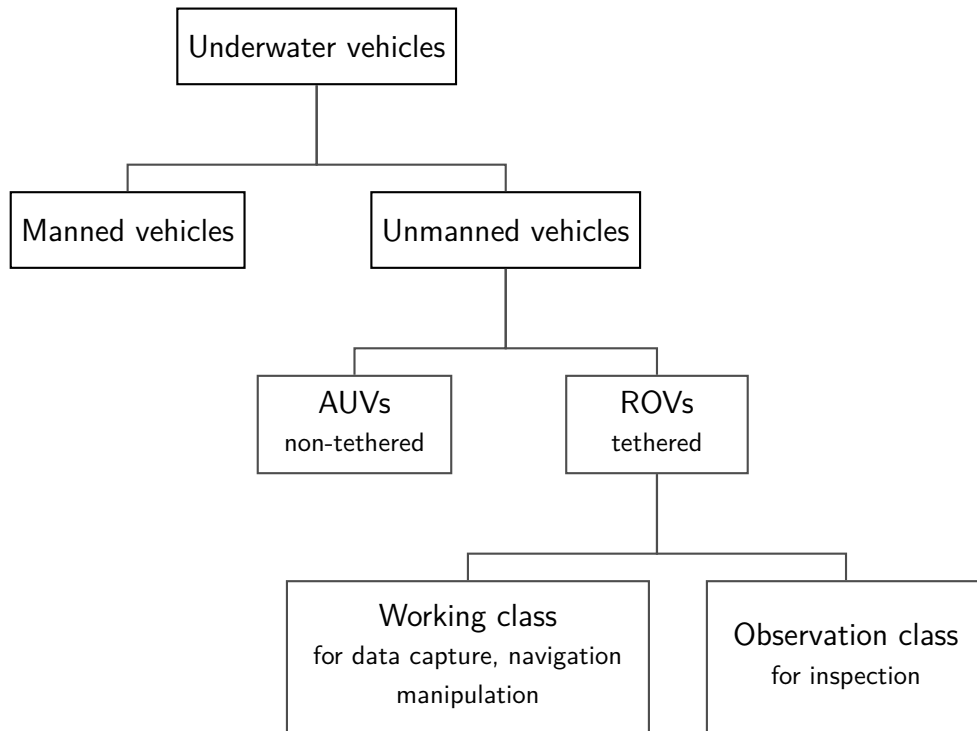 Underwater vehicles
Manned vehicles
Unmanned vehicles
AUVs
non-tethered
ROVs
tethered
Working class
for data capture, navigation
manipulation
Observation class
for inspection